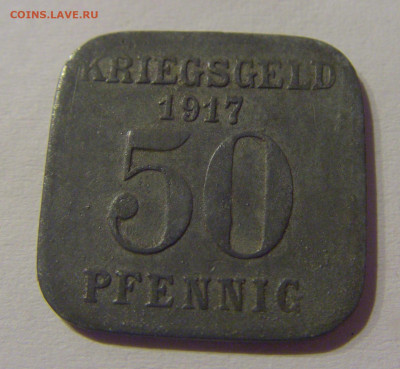 COINS.LAVE.RU
KRIEGSGELD
1917
50
PFENNIG